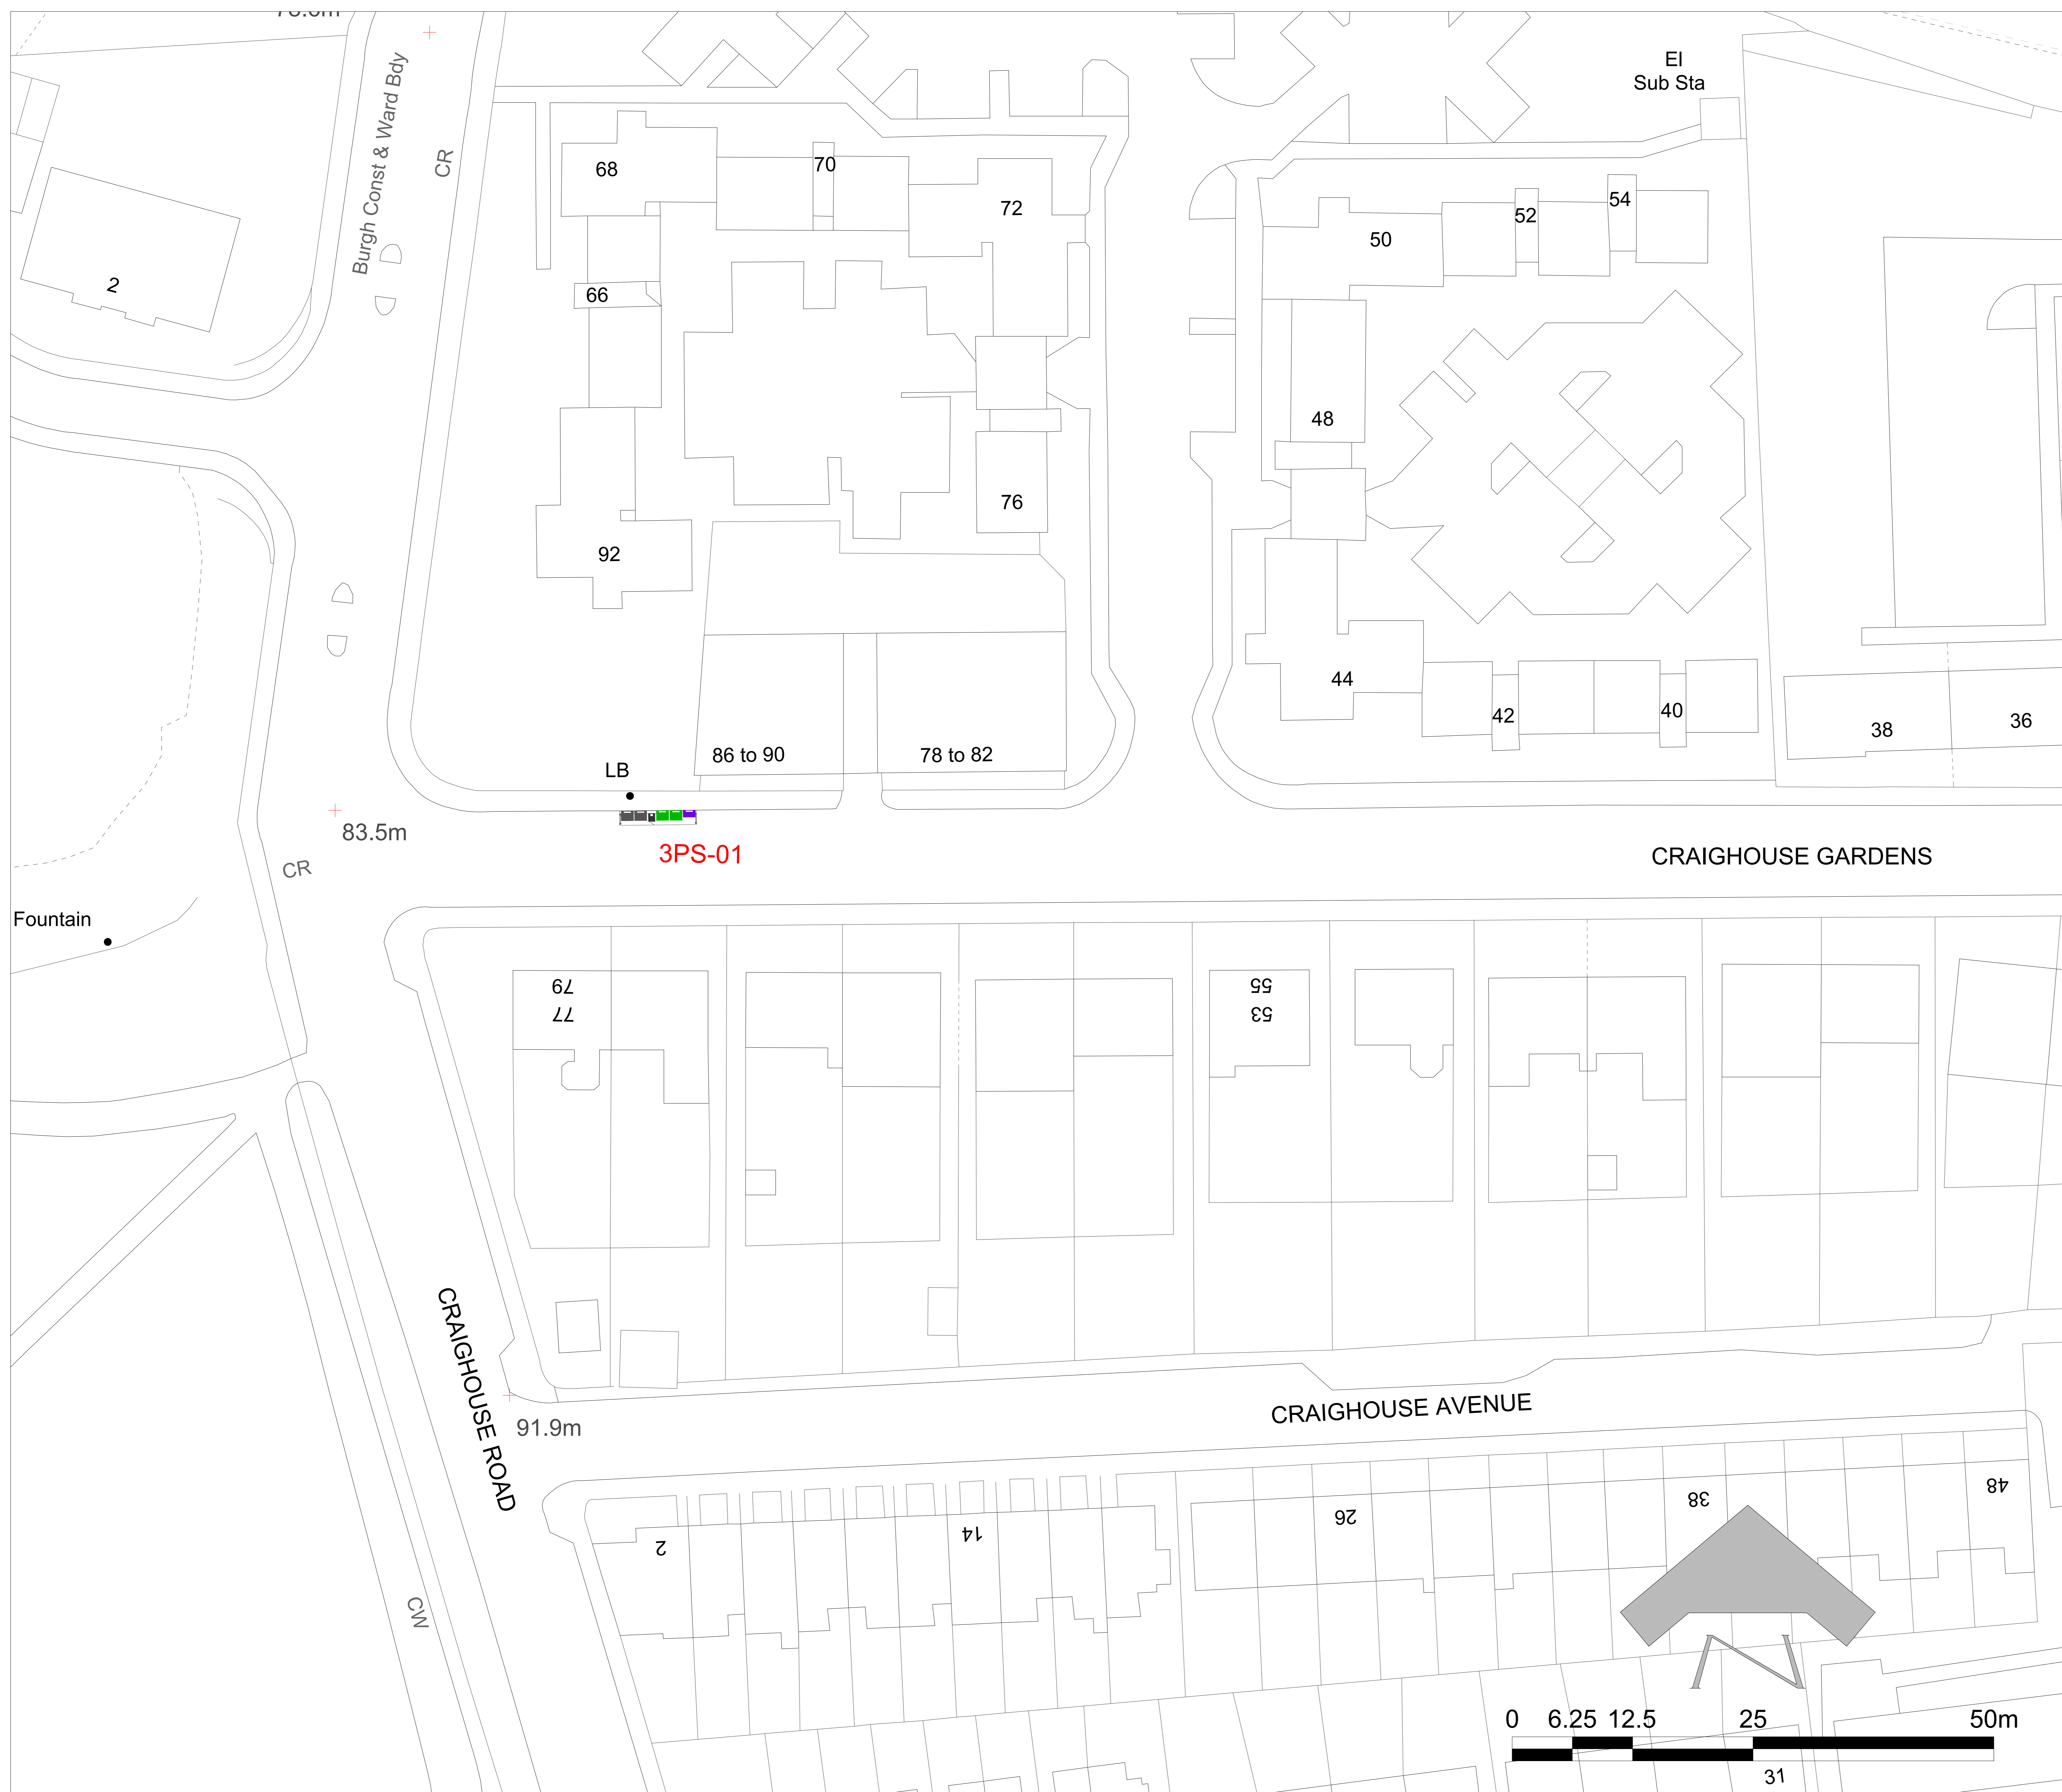 El
Sub Sta
Burgh Const & Ward Bdy
CR
68
70
72
54
52
50
2
66
48
76
92
44
42
40
38
36
86 to 90
78 to 82
LB
83.5m
3PS-01
CRAIGHOUSE GARDENS
CR
Fountain
79
77
55
53
CRAIGHOUSE ROAD
91.9m
CRAIGHOUSE AVENUE
2
14
26
38
48
CW
N
0 6.25 12.5 25 50m
31